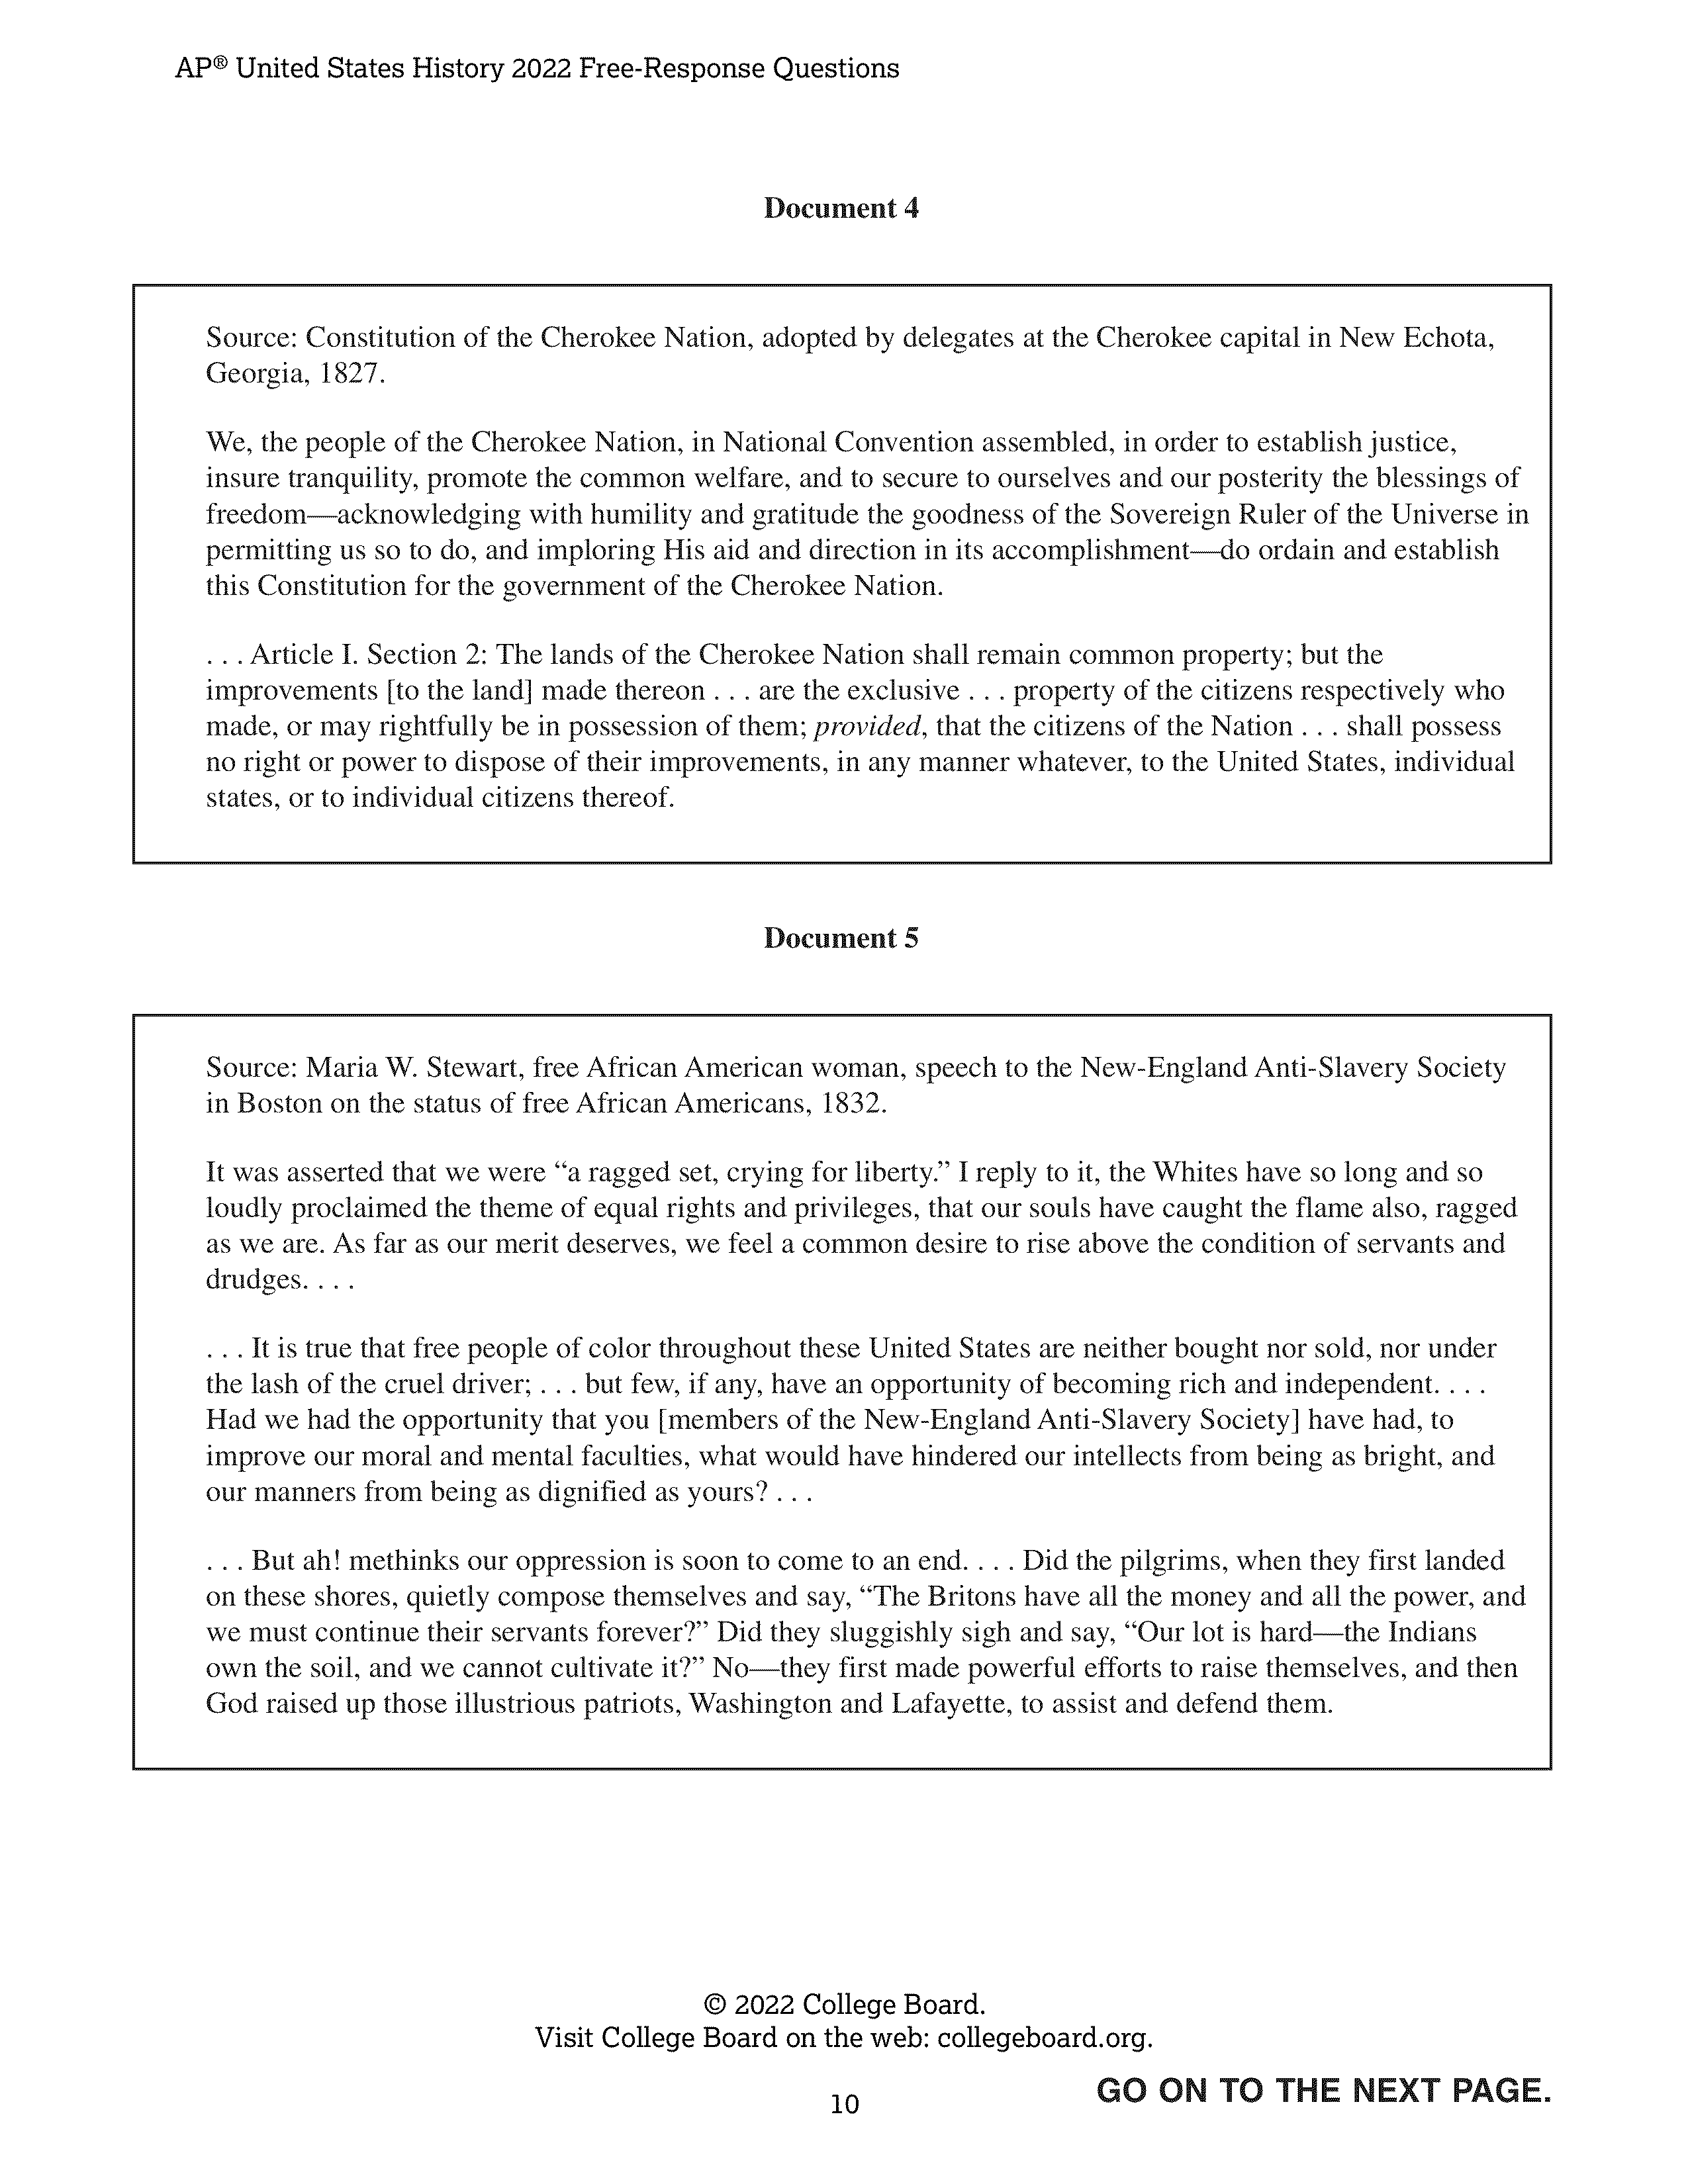 AP® United States History 2022 Free-Response Questions
Document 4
Source: Constitution of the Cherokee Nation, adopted by delegates at the Cherokee capital in New Echota,
Georgia, 1827.
We, the people of the Cherokee Nation, in National Convention assembled, in order to establish justice,
insure tranquility, promote the common welfare, and to secure to ourselves and our posterity the blessings of
freedom—acknowledging with humility and gratitude the goodness of the Sovereign Ruler of the Universe in
permitting us so to do, and imploring His aid and direction in its accomplishment—do ordain and establish
this Constitution for the government of the Cherokee Nation.
. . . Article I. Section 2: The lands of the Cherokee Nation shall remain common property; but the
improvements [to the land] made thereon . . . are the exclusive . . . property of the citizens respectively who
made, or may rightfully be in possession of them; provided, that the citizens of the Nation . . . shall possess
no right or power to dispose of their improvements, in any manner whatever, to the United States, individual
states, or to individual citizens thereof.
Document 5
Source: Maria W. Stewart, free African American woman, speech to the New-England Anti-Slavery Society
in Boston on the status of free African Americans, 1832.
It was asserted that we were “a ragged set, crying for liberty.” I reply to it, the Whites have so long and so
loudly proclaimed the theme of equal rights and privileges, that our souls have caught the flame also, ragged
as we are. As far as our merit deserves, we feel a common desire to rise above the condition of servants and
drudges. . . .
. . . It is true that free people of color throughout these United States are neither bought nor sold, nor under
the lash of the cruel driver; . . . but few, if any, have an opportunity of becoming rich and independent. . . .
Had we had the opportunity that you [members of the New-England Anti-Slavery Society] have had, to
improve our moral and mental faculties, what would have hindered our intellects from being as bright, and
our manners from being as dignified as yours? . . .
. . . But ah! methinks our oppression is soon to come to an end. . . . Did the pilgrims, when they first landed
on these shores, quietly compose themselves and say, “The Britons have all the money and all the power, and
we must continue their servants forever?” Did they sluggishly sigh and say, “Our lot is hard—the Indians
own the soil, and we cannot cultivate it?” No—they first made powerful efforts to raise themselves, and then
God raised up those illustrious patriots, Washington and Lafayette, to assist and defend them.
© 2022 College Board.
Visit College Board on the web: collegeboard.org.
GO ON TO THE NEXT PAGE.
10